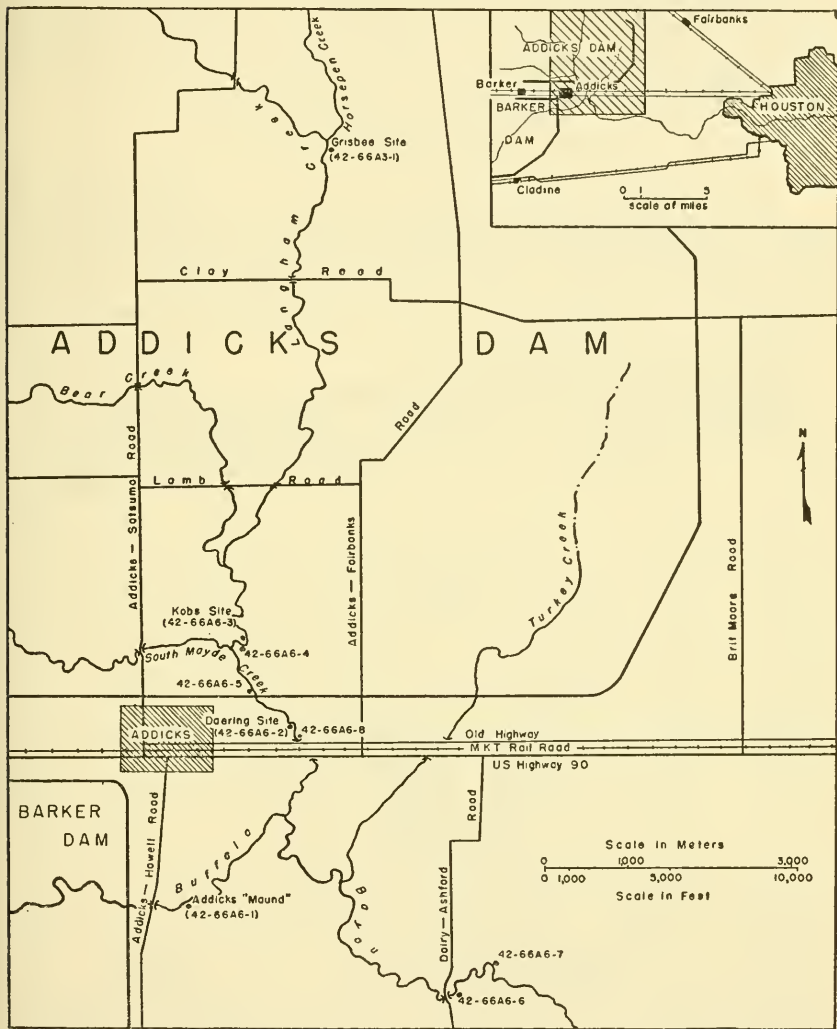 Fairbanks
ADDICKS DAM
Barker
Addicks
BARKER
HOUSTON
DAM
Clodine
0 1 5
scale of miles
Horsepen Creek
Grisbee Site
(42-66A3-1)
Langham Creek
Clay Road
ADDICKS DAM
Bear Creek
Road
N
Lamb Road
Addicks—Satsuma Road
Addicks—Fairbanks
Turkey Creek
Brit Moore Road
Kobs Site
(42-66A6-3)
42-66A6-4
South Mayde Creek
42-66A6-5
Doering Site
(42-66A6-2)
42-66A6-8
ADDICKS
Old Highway
MKT Rail Road
US Highway 90
BARKER
DAM
Addicks—Howell Road
Buffalo Bayou
Addicks "Mound"
(42-66A6-1)
Dairy—Ashford Road
Scale in Meters
0 1,000 3,000
0 1,000 5,000 10,000
Scale in Feet
42-66A6-7
42-66A6-6